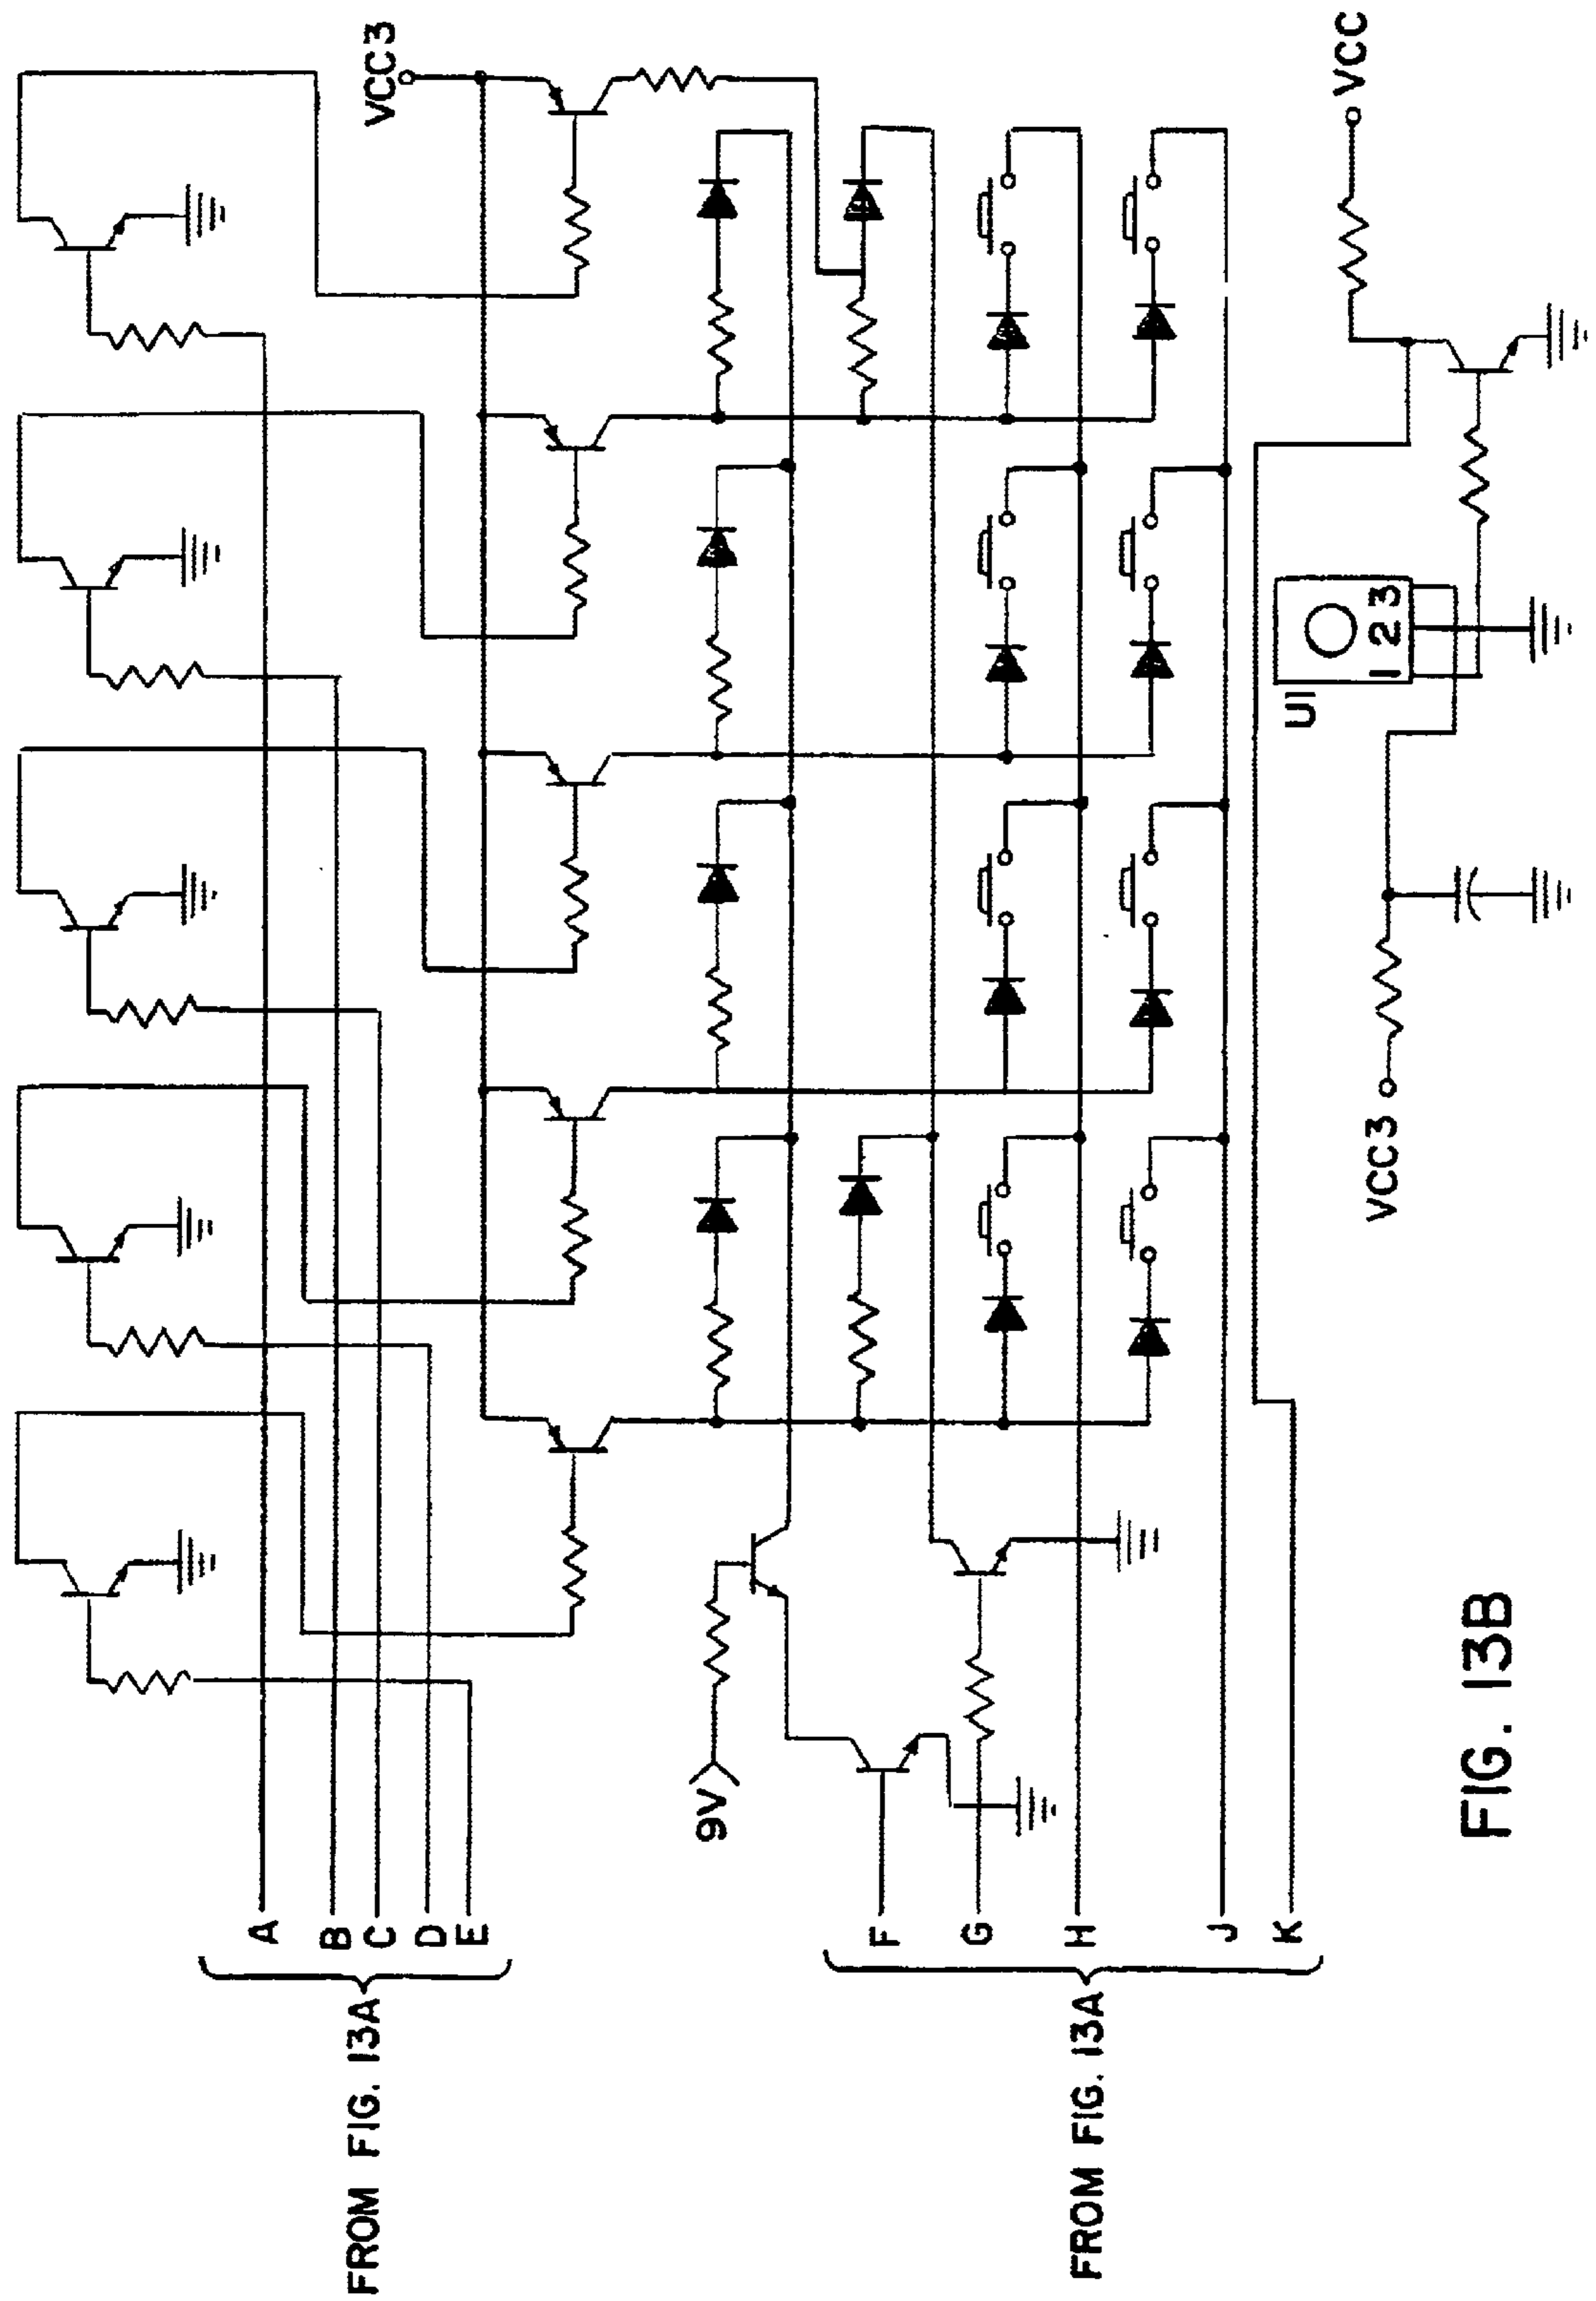 FROM FIG. 13A
A
B
C
D
E
VCC3
9V
FROM FIG. 13A
F
G
H
J
K
VCC3
U1
1 2 3
VCC
FIG. 13B